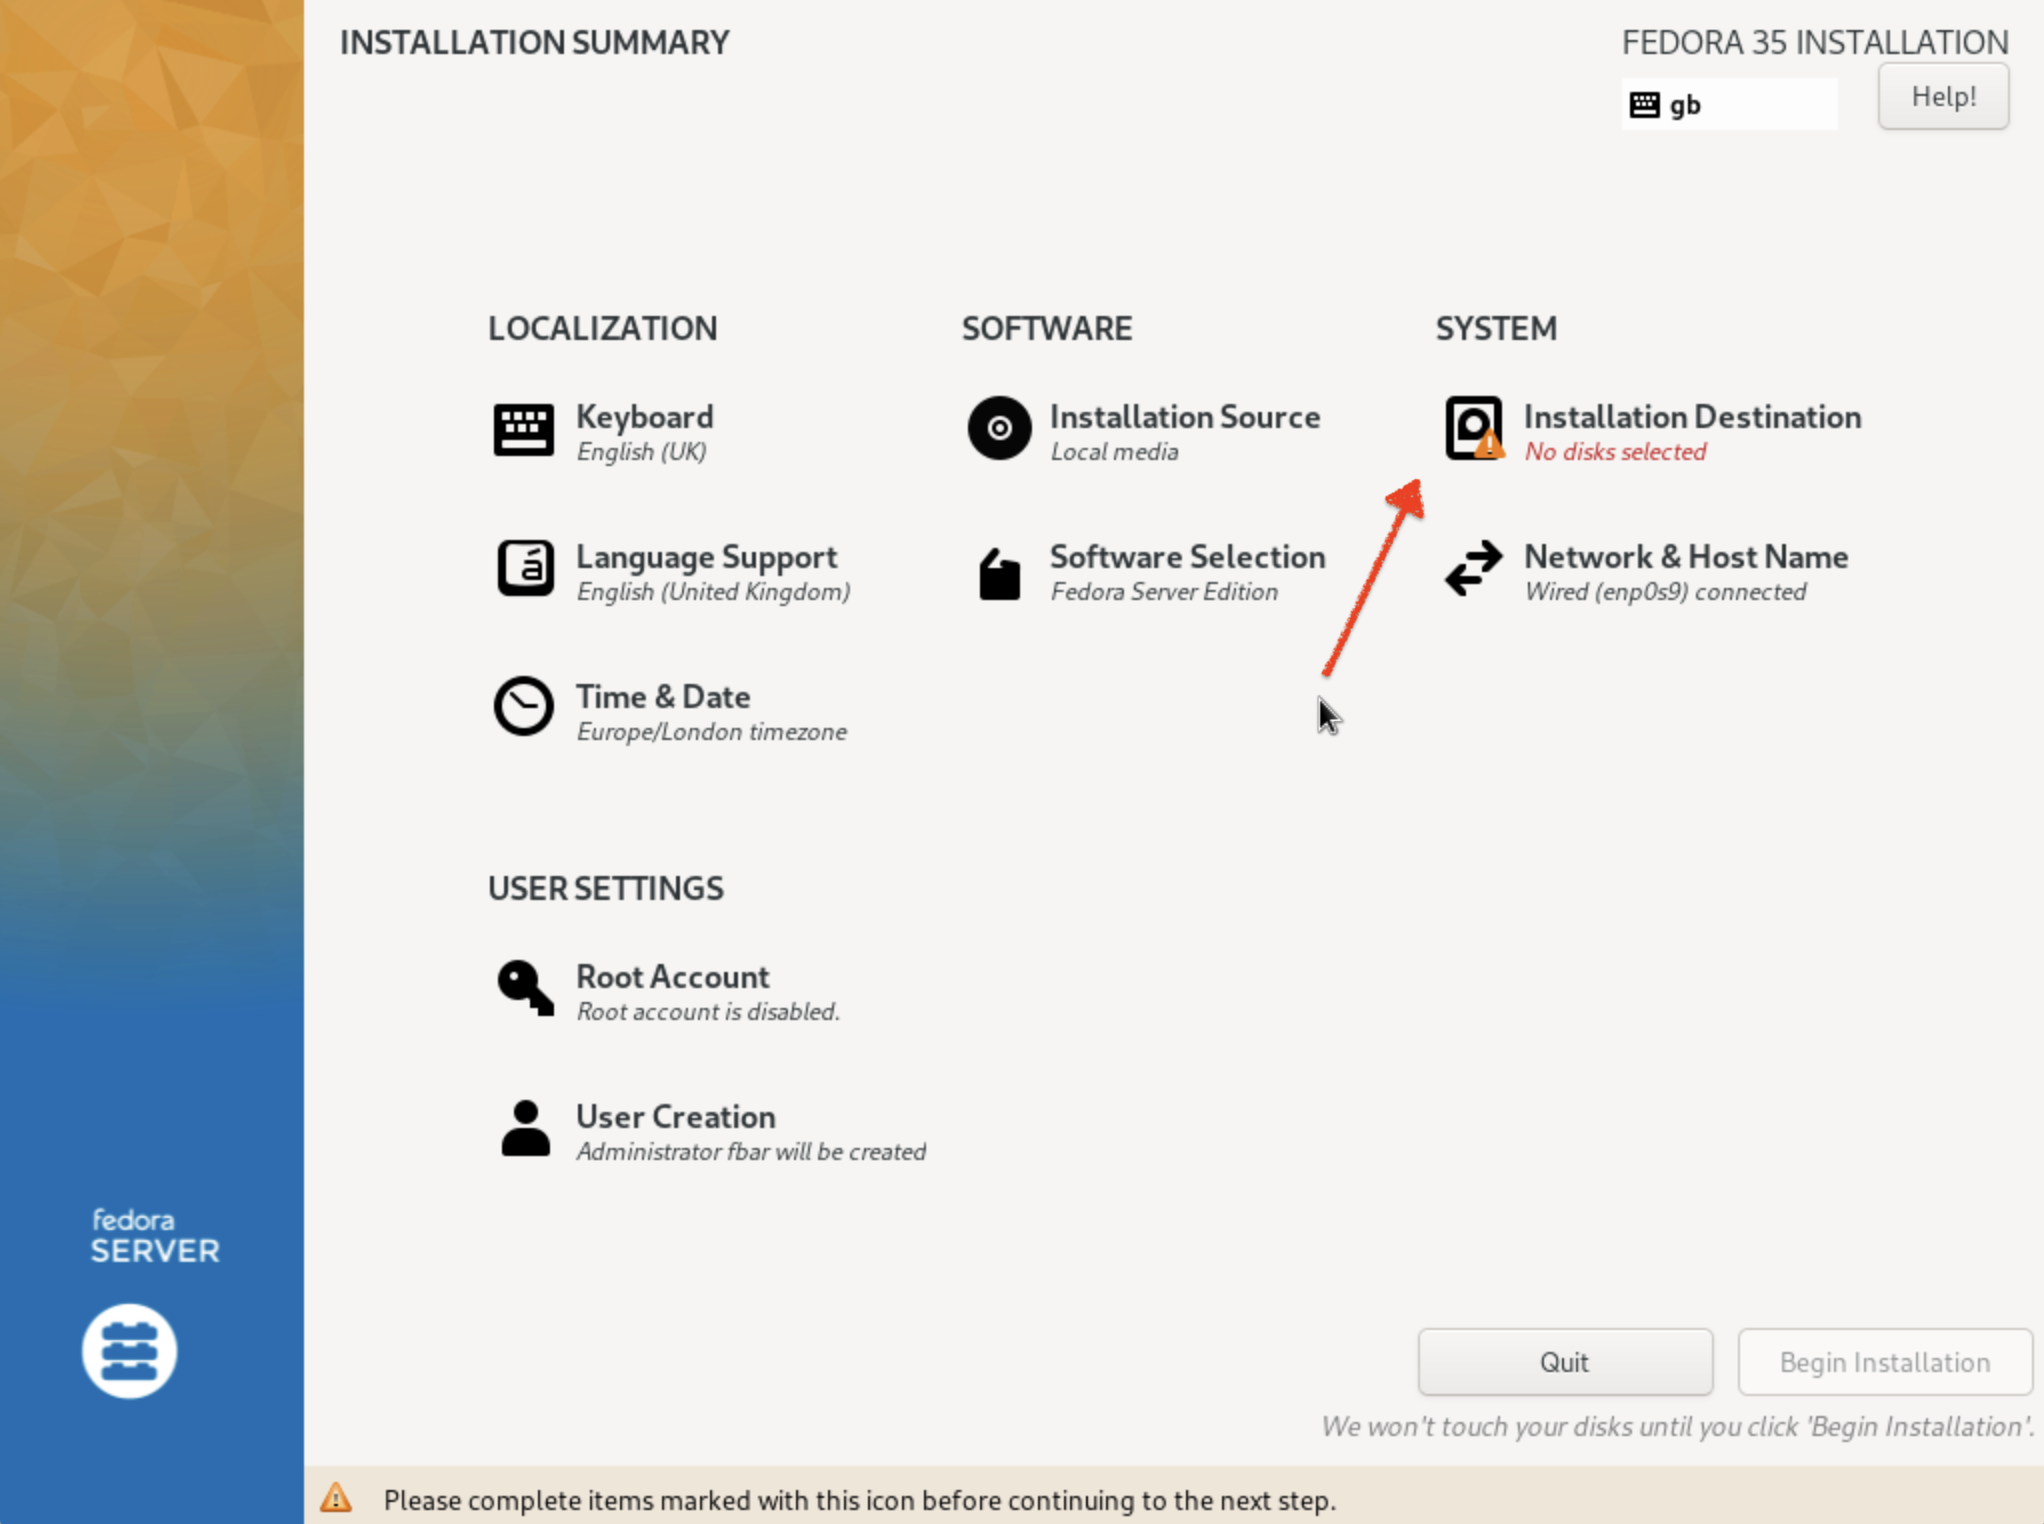 INSTALLATION SUMMARY
FEDORA 35 INSTALLATION
gb
Help!
LOCALIZATION
Keyboard
English (UK)
Language Support
English (United Kingdom)
Time & Date
Europe/London timezone
SOFTWARE
Installation Source
Local media
Software Selection
Fedora Server Edition
SYSTEM
Installation Destination
No disks selected
Network & Host Name
Wired (enp0s9) connected
USER SETTINGS
Root Account
Root account is disabled.
User Creation
Administrator fbar will be created
fedora
SERVER
Quit
Begin Installation
We won't touch your disks until you click 'Begin Installation'.
Please complete items marked with this icon before continuing to the next step.